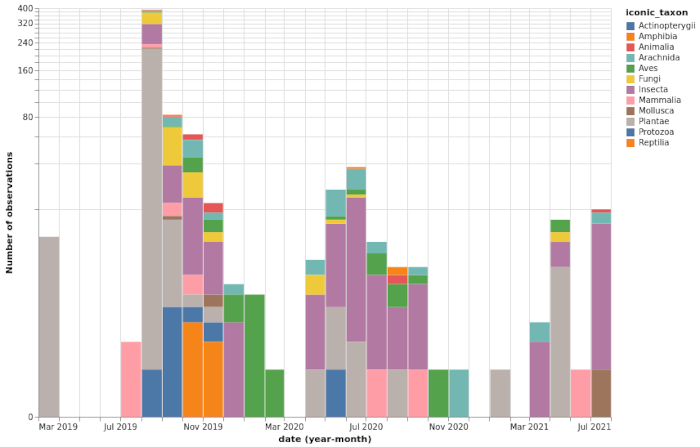 400
320
240
160
80
0
Number of observations
Mar 2019 Jul 2019 Nov 2019 Mar 2020 Jul 2020 Nov 2020 Mar 2021 Jul 2021
date (year-month)
iconic_taxon
Actinopterygii
Amphibia
Animalia
Arachnida
Aves
Fungi
Insecta
Mammalia
Mollusca
Plantae
Protozoa
Reptilia